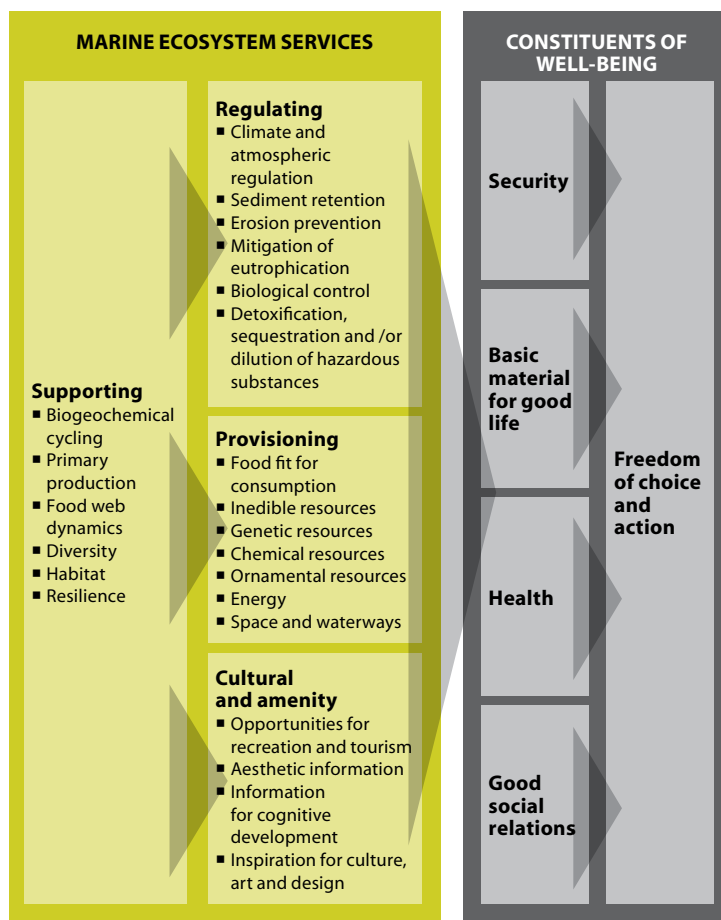 MARINE ECOSYSTEM SERVICES
Supporting
▪ Biogeochemical
cycling
▪ Primary
production
▪ Food web
dynamics
▪ Diversity
▪ Habitat
▪ Resilience
Regulating
▪ Climate and
atmospheric
regulation
▪ Sediment retention
▪ Erosion prevention
▪ Mitigation of
eutrophication
▪ Biological control
▪ Detoxification,
sequestration and /or
dilution of hazardous
substances
Provisioning
▪ Food fit for
consumption
▪ Inedible resources
▪ Genetic resources
▪ Chemical resources
▪ Ornamental resources
▪ Energy
▪ Space and waterways
Cultural
and amenity
▪ Opportunities for
recreation and tourism
▪ Aesthetic information
▪ Information
for cognitive
development
▪ Inspiration for culture,
art and design
CONSTITUENTS OF
WELL-BEING
Security
Basic
material
for good
life
Health
Good
social
relations
Freedom
of choice
and
action